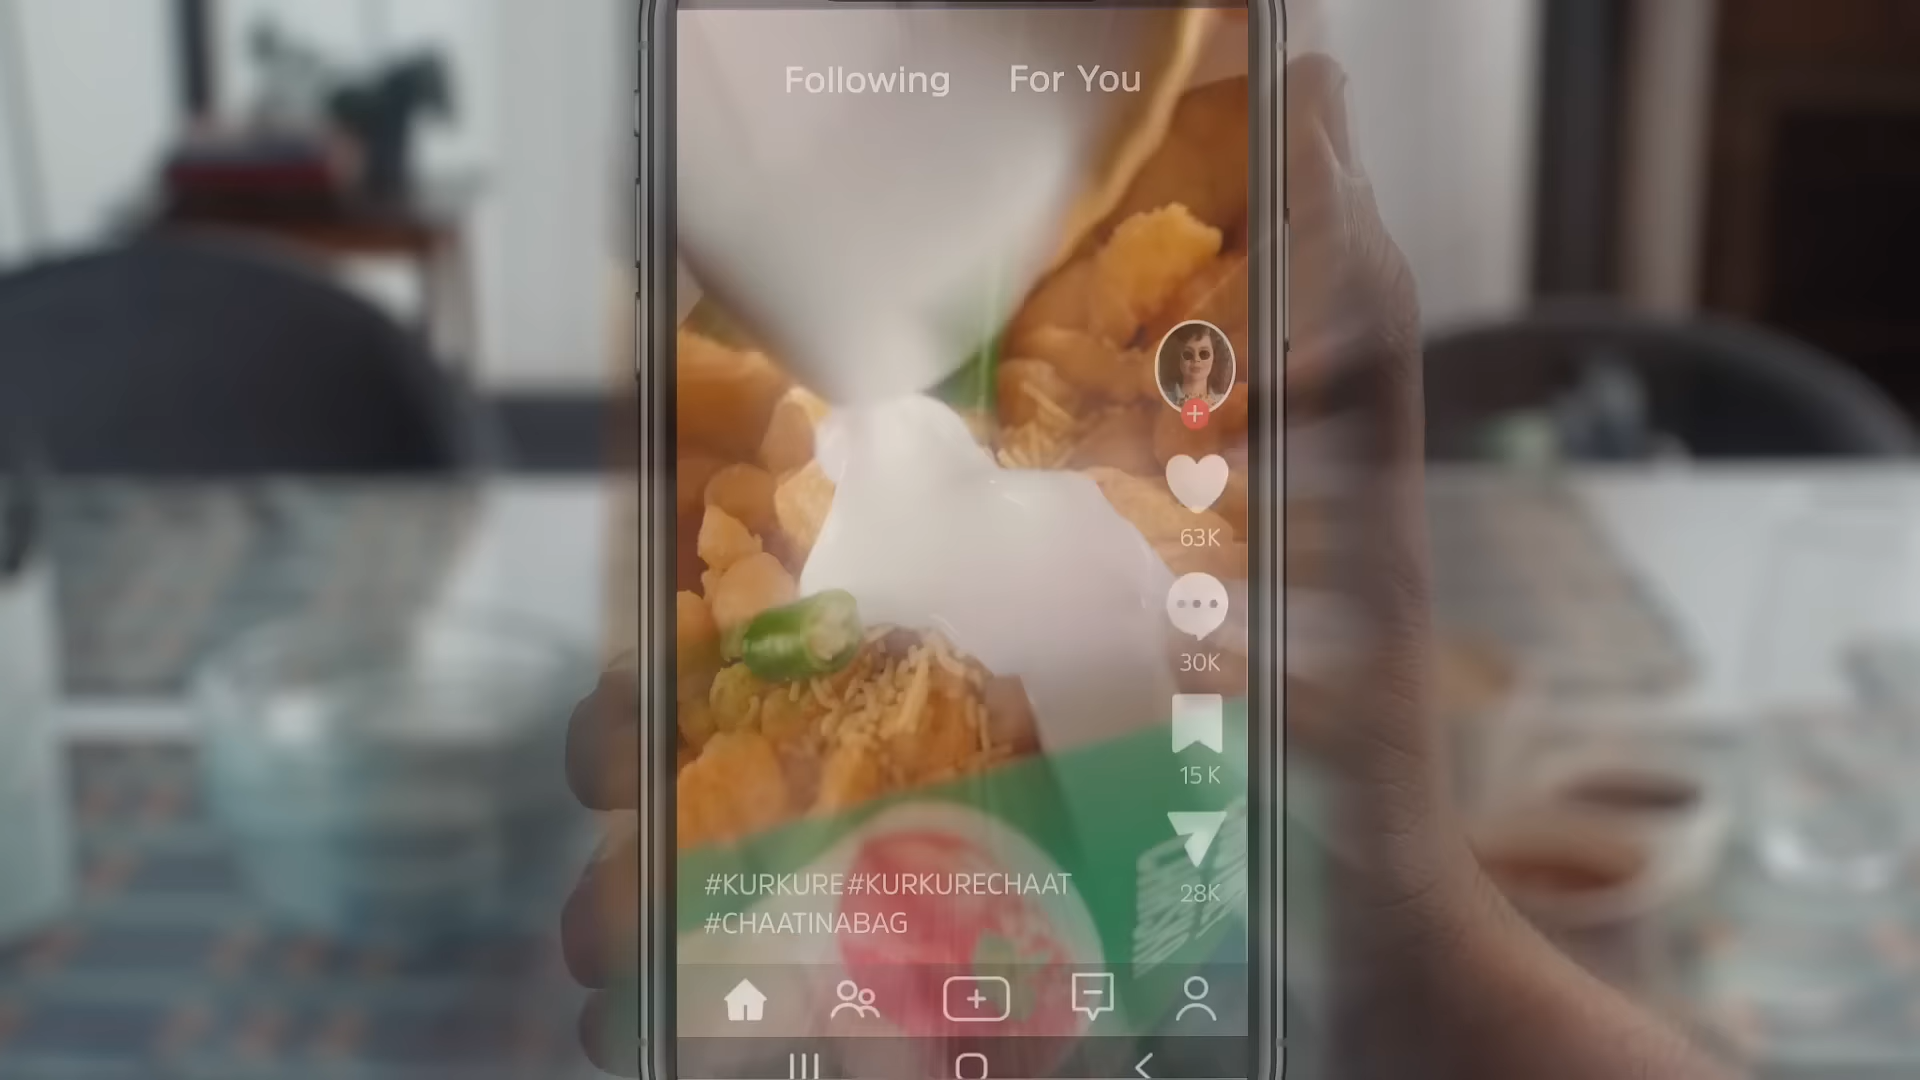 Following For You
63K
30K
15 K
28K
#KURKURE #KURKURECHAAT
#CHAATINABAG